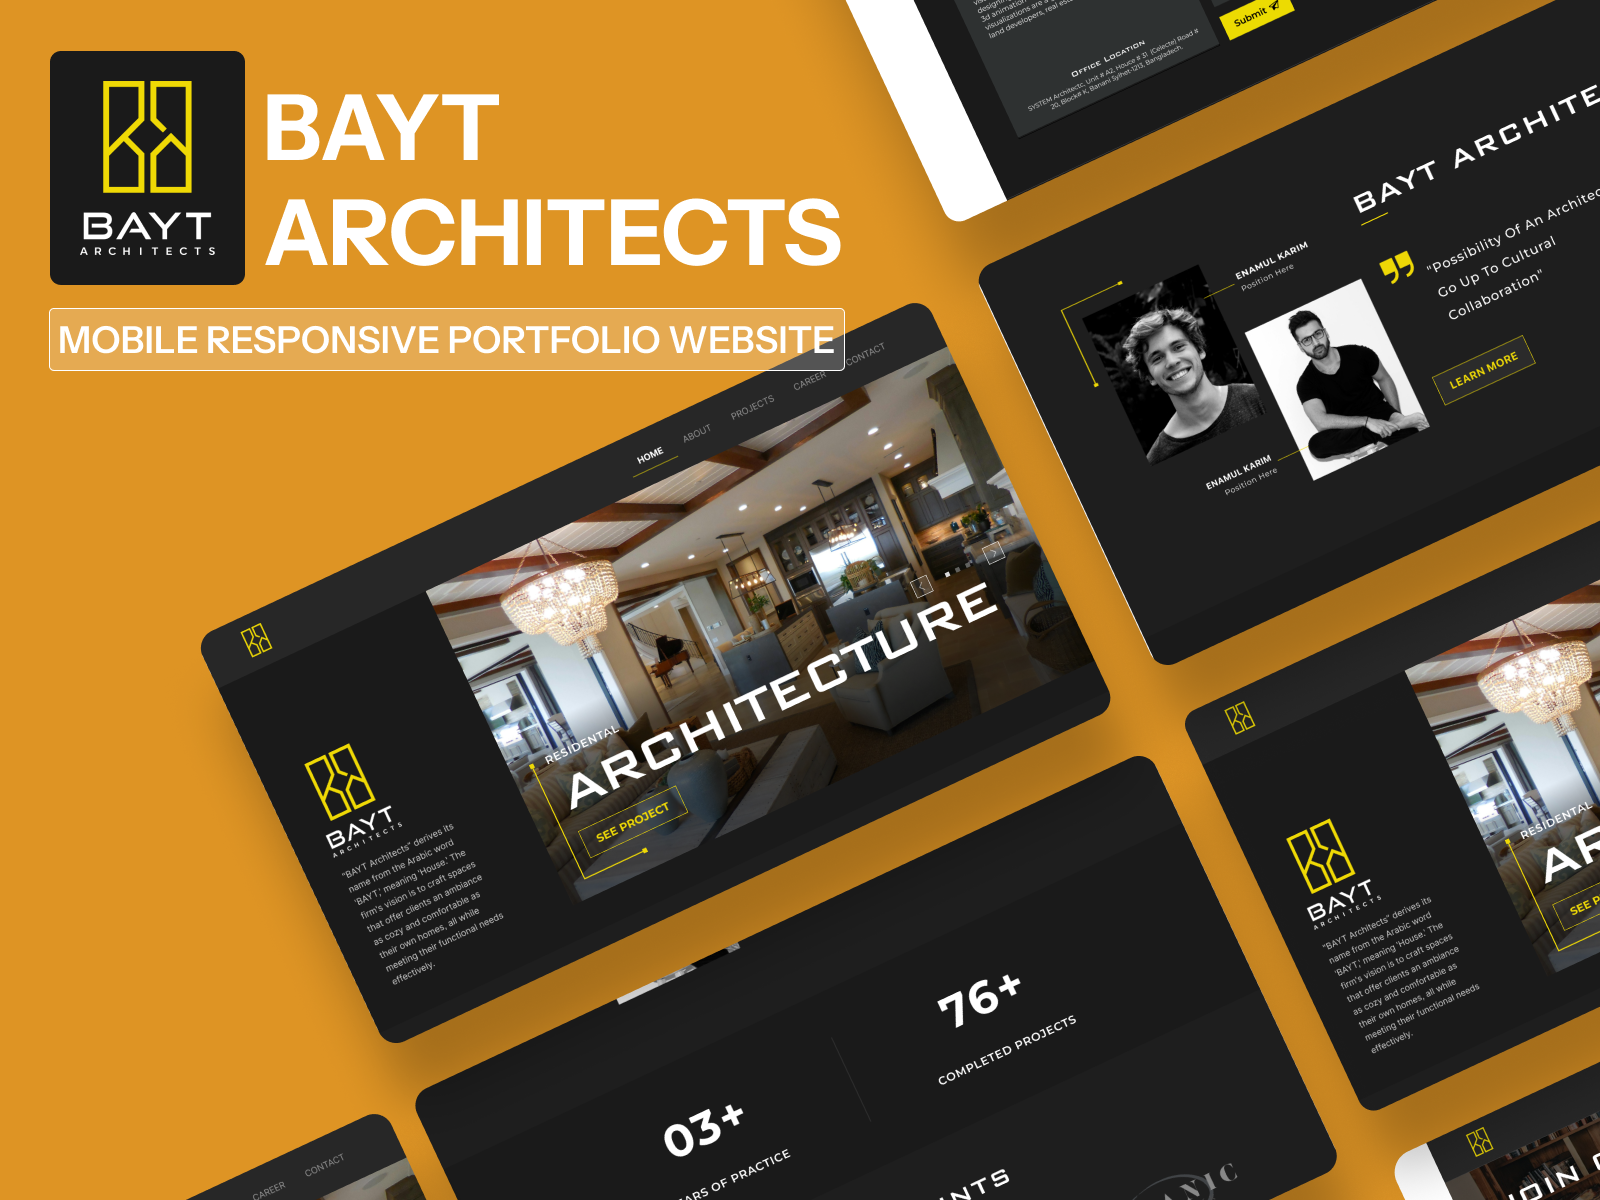 BAYT
ARCHITECTS
BAYT
ARCHITECTS
MOBILE RESPONSIVE PORTFOLIO WEBSITE
HOME
ABOUT
PROJECTS
CAREER
CONTACT
RESIDENTAL
ARCHITECTURE
SEE PROJECT
BAYT
ARCHITECTS
"BAYT Architects" derives its
name from the Arabic word
'BAYT,' meaning 'House.' The
firm's vision is to craft spaces
that offer clients an ambiance
as cozy and comfortable as
their own homes, all while
meeting their functional needs
effectively.
3d animation
visualizations are a
land developers, real
Office Location
SYSTEM Architectc, Unit # A2, House # 31 (Celecte) Road #
20, Block# K, Banani Sylhet-1213, Bangladech.
Submit
BAYT ARCHITE
ENAMUL KARIM
Position Here
ENAMUL KARIM
Position Here
"Possibility Of An Architec
Go Up To Cultural
Collaboration"
LEARN MORE
03+
ARS OF PRACTICE
76+
COMPLETED PROJECTS
NTS
ANIC
RESIDENTAL
AR
SEE P
BAYT
ARCHITECTS
"BAYT Architects" derives its
name from the Arabic word
'BAYT,' meaning 'House.' The
firm's vision is to craft spaces
that offer clients an ambiance
as cozy and comfortable as
their own homes, all while
meeting their functional needs
effectively.
CAREER
CONTACT
JOIN